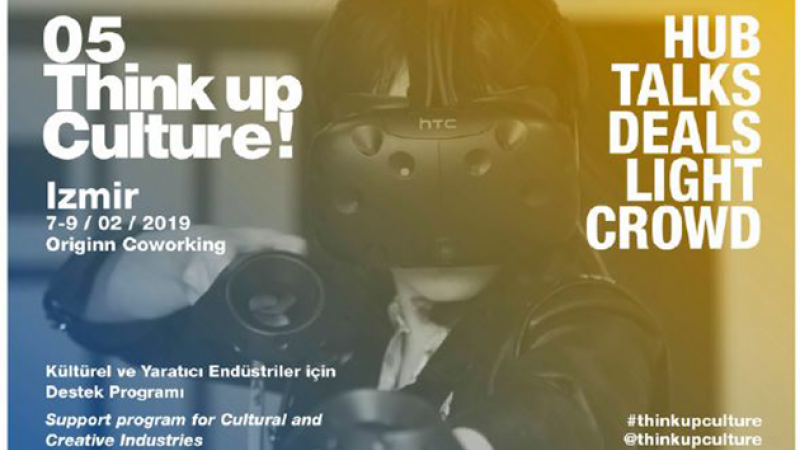 05
Think up
Culture!
Izmir
7-9 / 02 / 2019
Originn Coworking
HUB
TALKS
DEALS
LIGHT
CROWD
htc
Kültürel ve Yaratıcı Endüstriler için
Destek Programı
Support program for Cultural and
Creative Industries
#thinkupculture
@thinkupculture